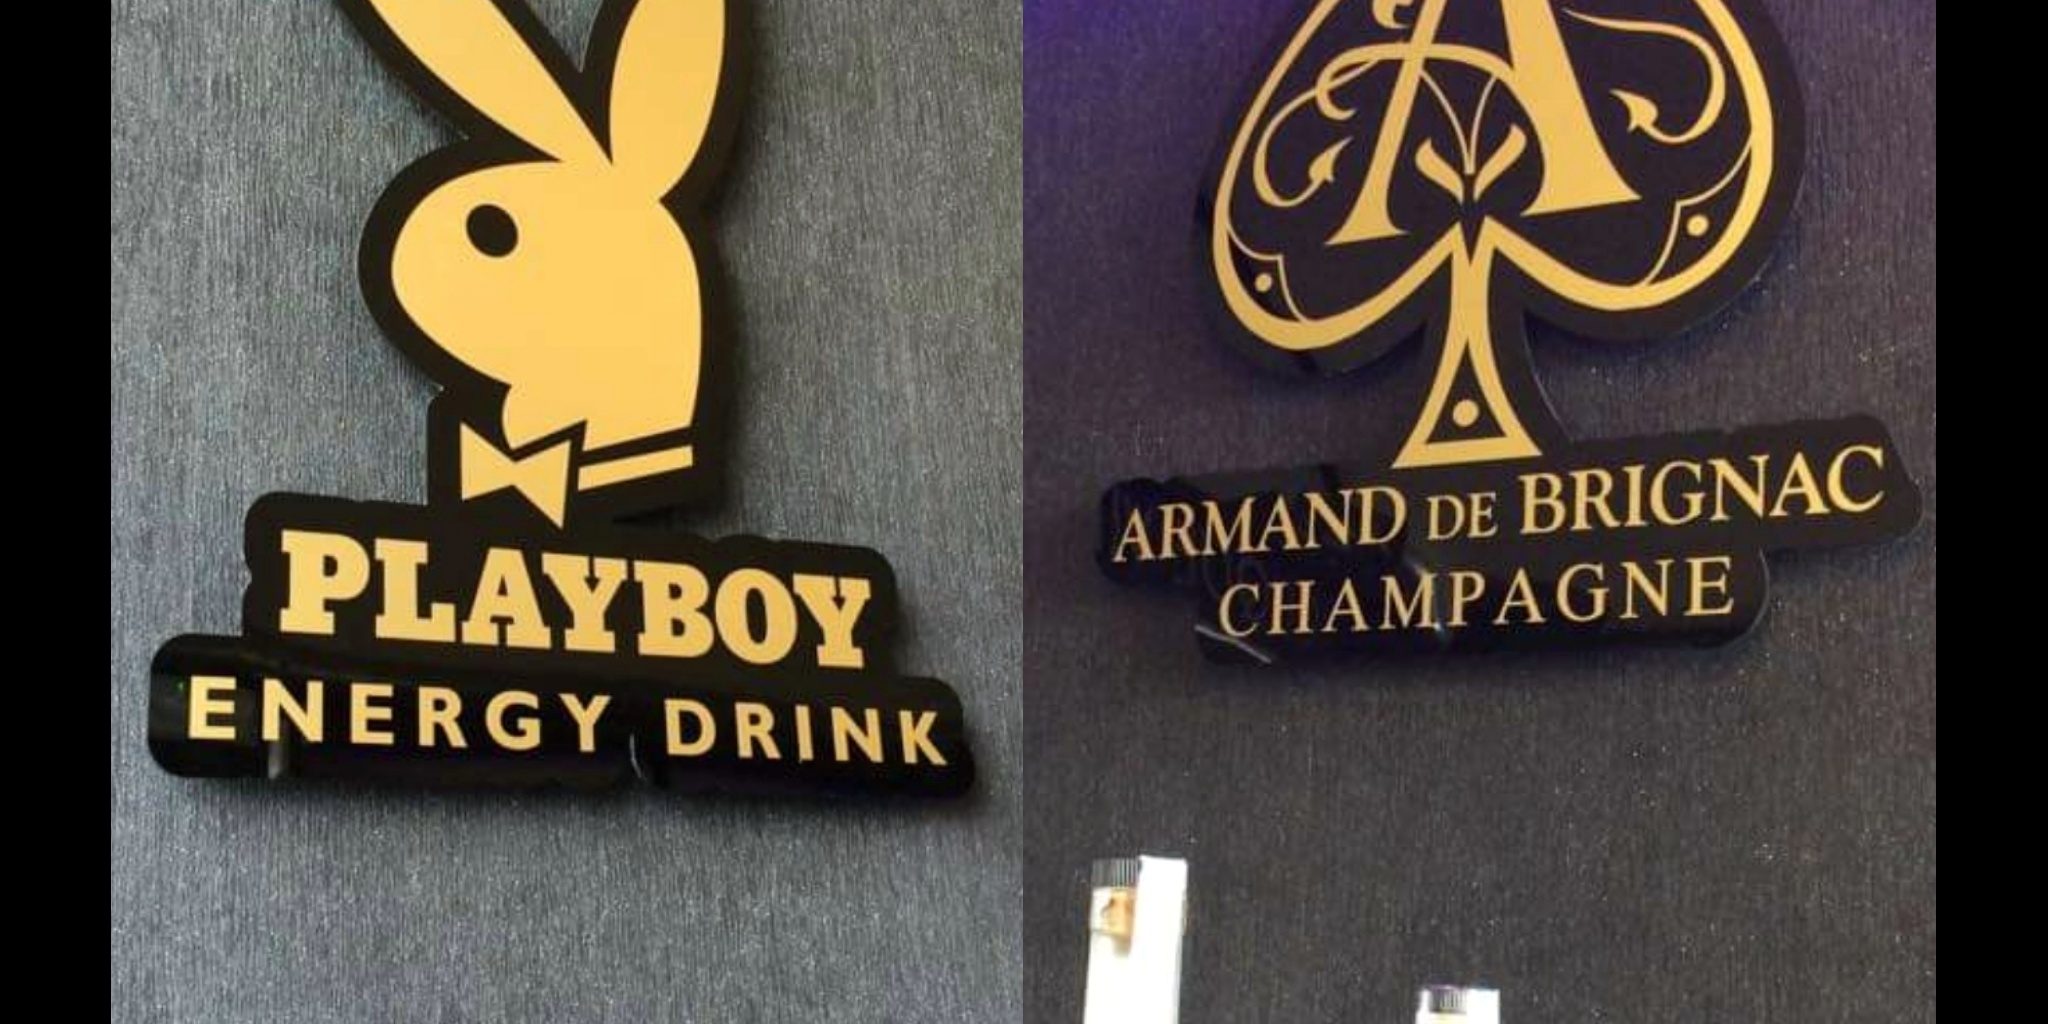 PLAYBOY
ENERGY DRINK
A
ARMAND DE BRIGNAC
CHAMPAGNE